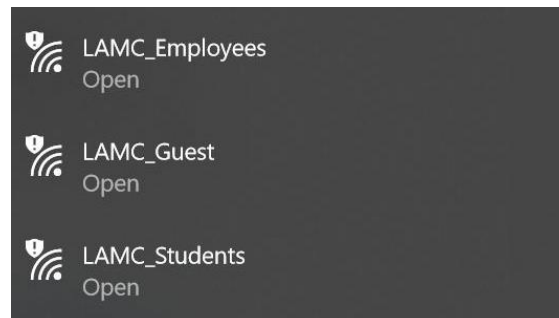 LAMC_Employees
Open
LAMC_Guest
Open
LAMC_Students
Open